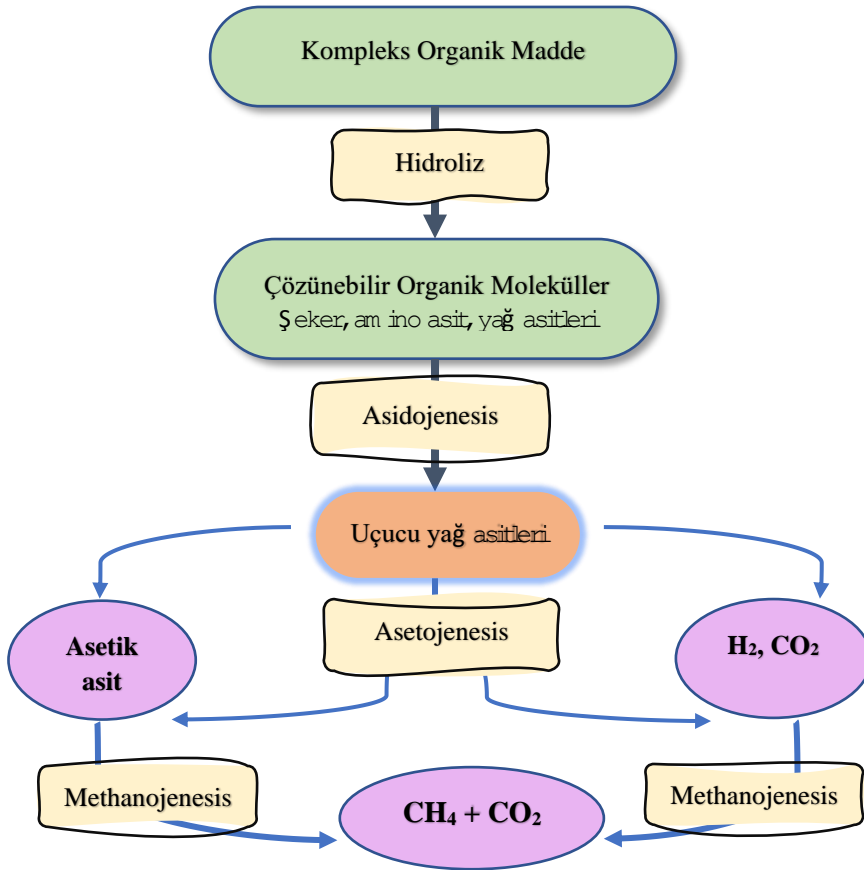 Kompleks Organik Madde
Hidroliz
Çözünebilir Organik Moleküller
Şeker, amino asit, yağ asitleri
Asidojenesis
Uçucu yağ asitleri
Asetojenesis
Asetik
asit
H₂, CO₂
Methanojenesis
CH₄ + CO₂
Methanojenesis